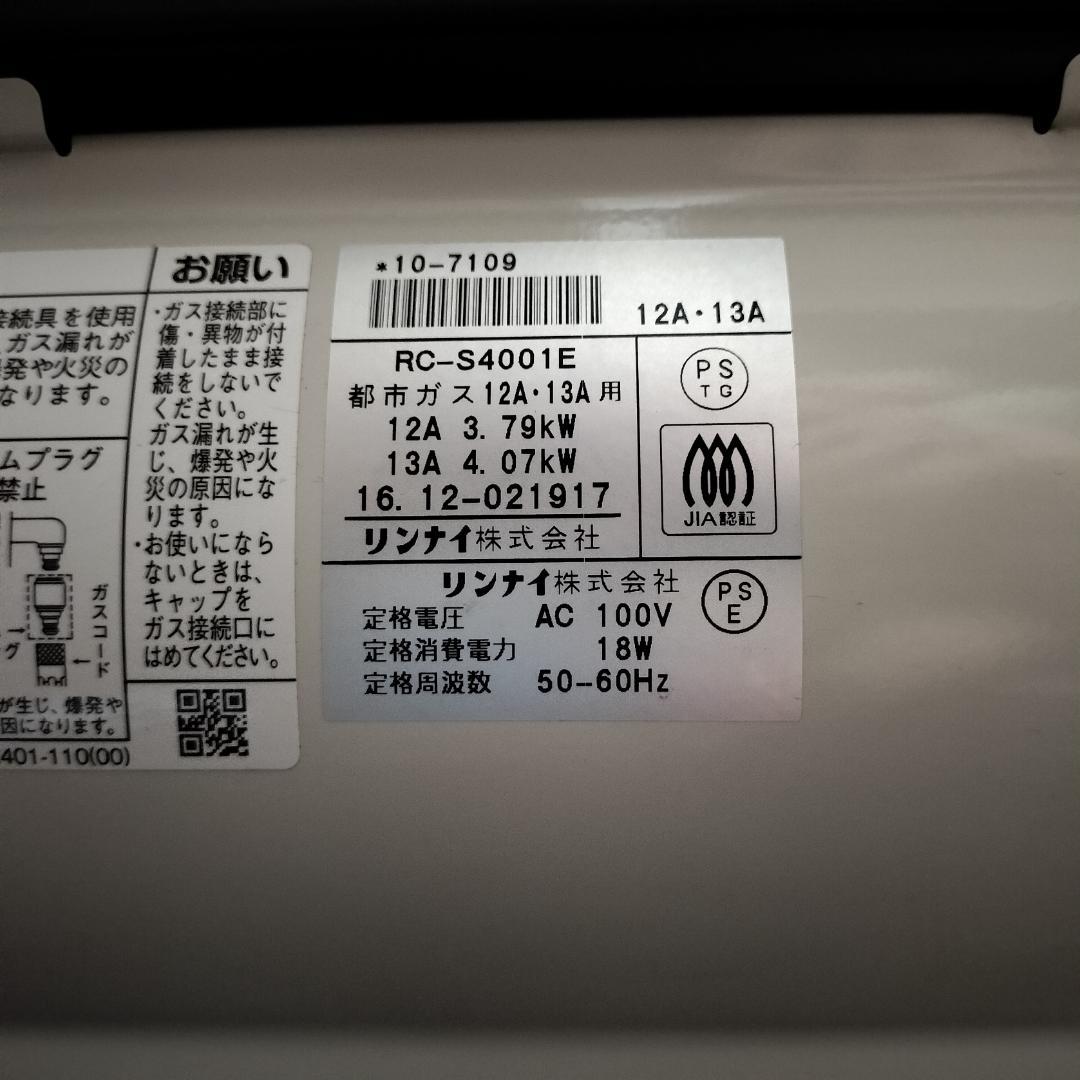 接続具を使用
ガス漏れが
爆発や火災の
なります。
ムプラグ
禁止
ガスコード
グ
が生じ、爆発や
因になります。
401-110(00)
お願い
・ガス接続部に
傷・異物が付
着したまま接
続をしないで
ください。
ガス漏れが生
じ、爆発や火
災の原因にな
ります。
・お使いになら
ないときは、
キャップを
ガス接続口に
はめてください。
*10-7109
12A・13A
RC-S4001E
都市ガス12A・13A用
12A 3.79kW
13A 4.07kW
16.12-021917
リンナイ株式会社
PS
TG
JIA認証
リンナイ株式会社
PS
E
定格電圧 AC 100V
定格消費電力 18W
定格周波数 50-60Hz